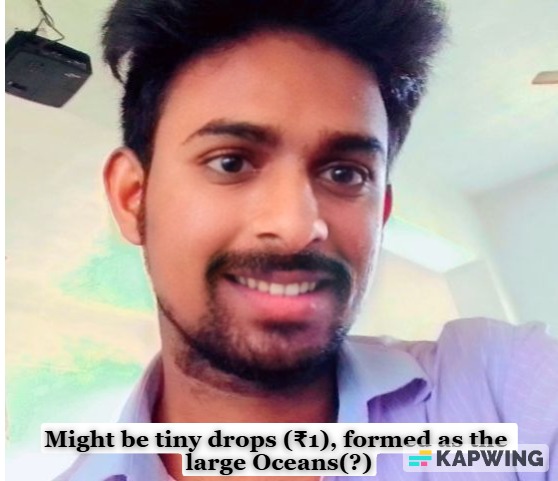 Might be tiny drops (₹1), formed as the
large Oceans(?)
KAPWING